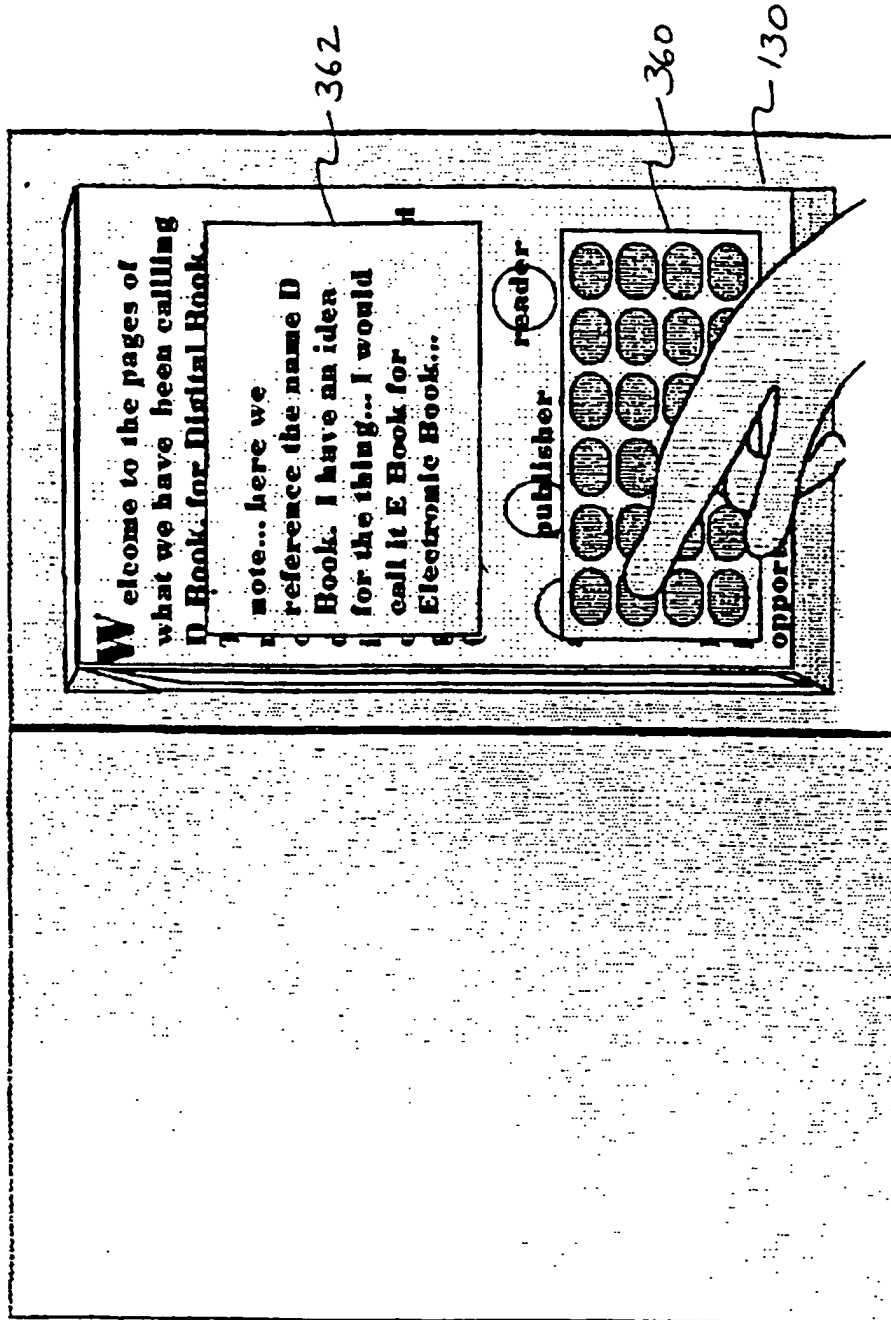 Welcome to the pages of
what we have been callling
D Book, for Digital Book.
note... here we
reference the name D
Book. I have an idea
for the thing... I would
call it E Book for
Electronic Book...
publisher
reader
oppor
362
360
130